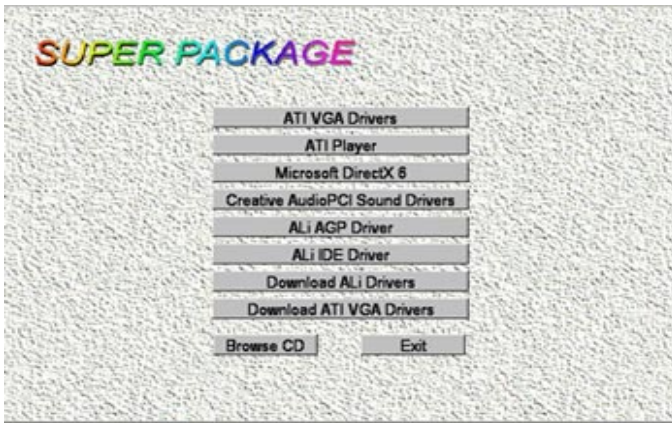 SUPER PACKAGE
ATI VGA Drivers
ATI Player
Microsoft DirectX 6
Creative AudioPCI Sound Drivers
ALi AGP Driver
ALi IDE Driver
Download ALi Drivers
Download ATI VGA Drivers
Browse CD
Exit